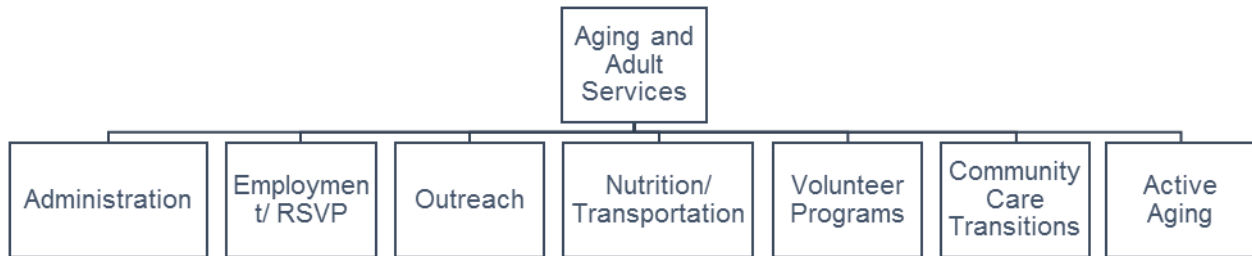 Aging and
Adult
Services
Administration
Employmen
t/ RSVP
Outreach
Nutrition/
Transportation
Volunteer
Programs
Community
Care
Transitions
Active
Aging